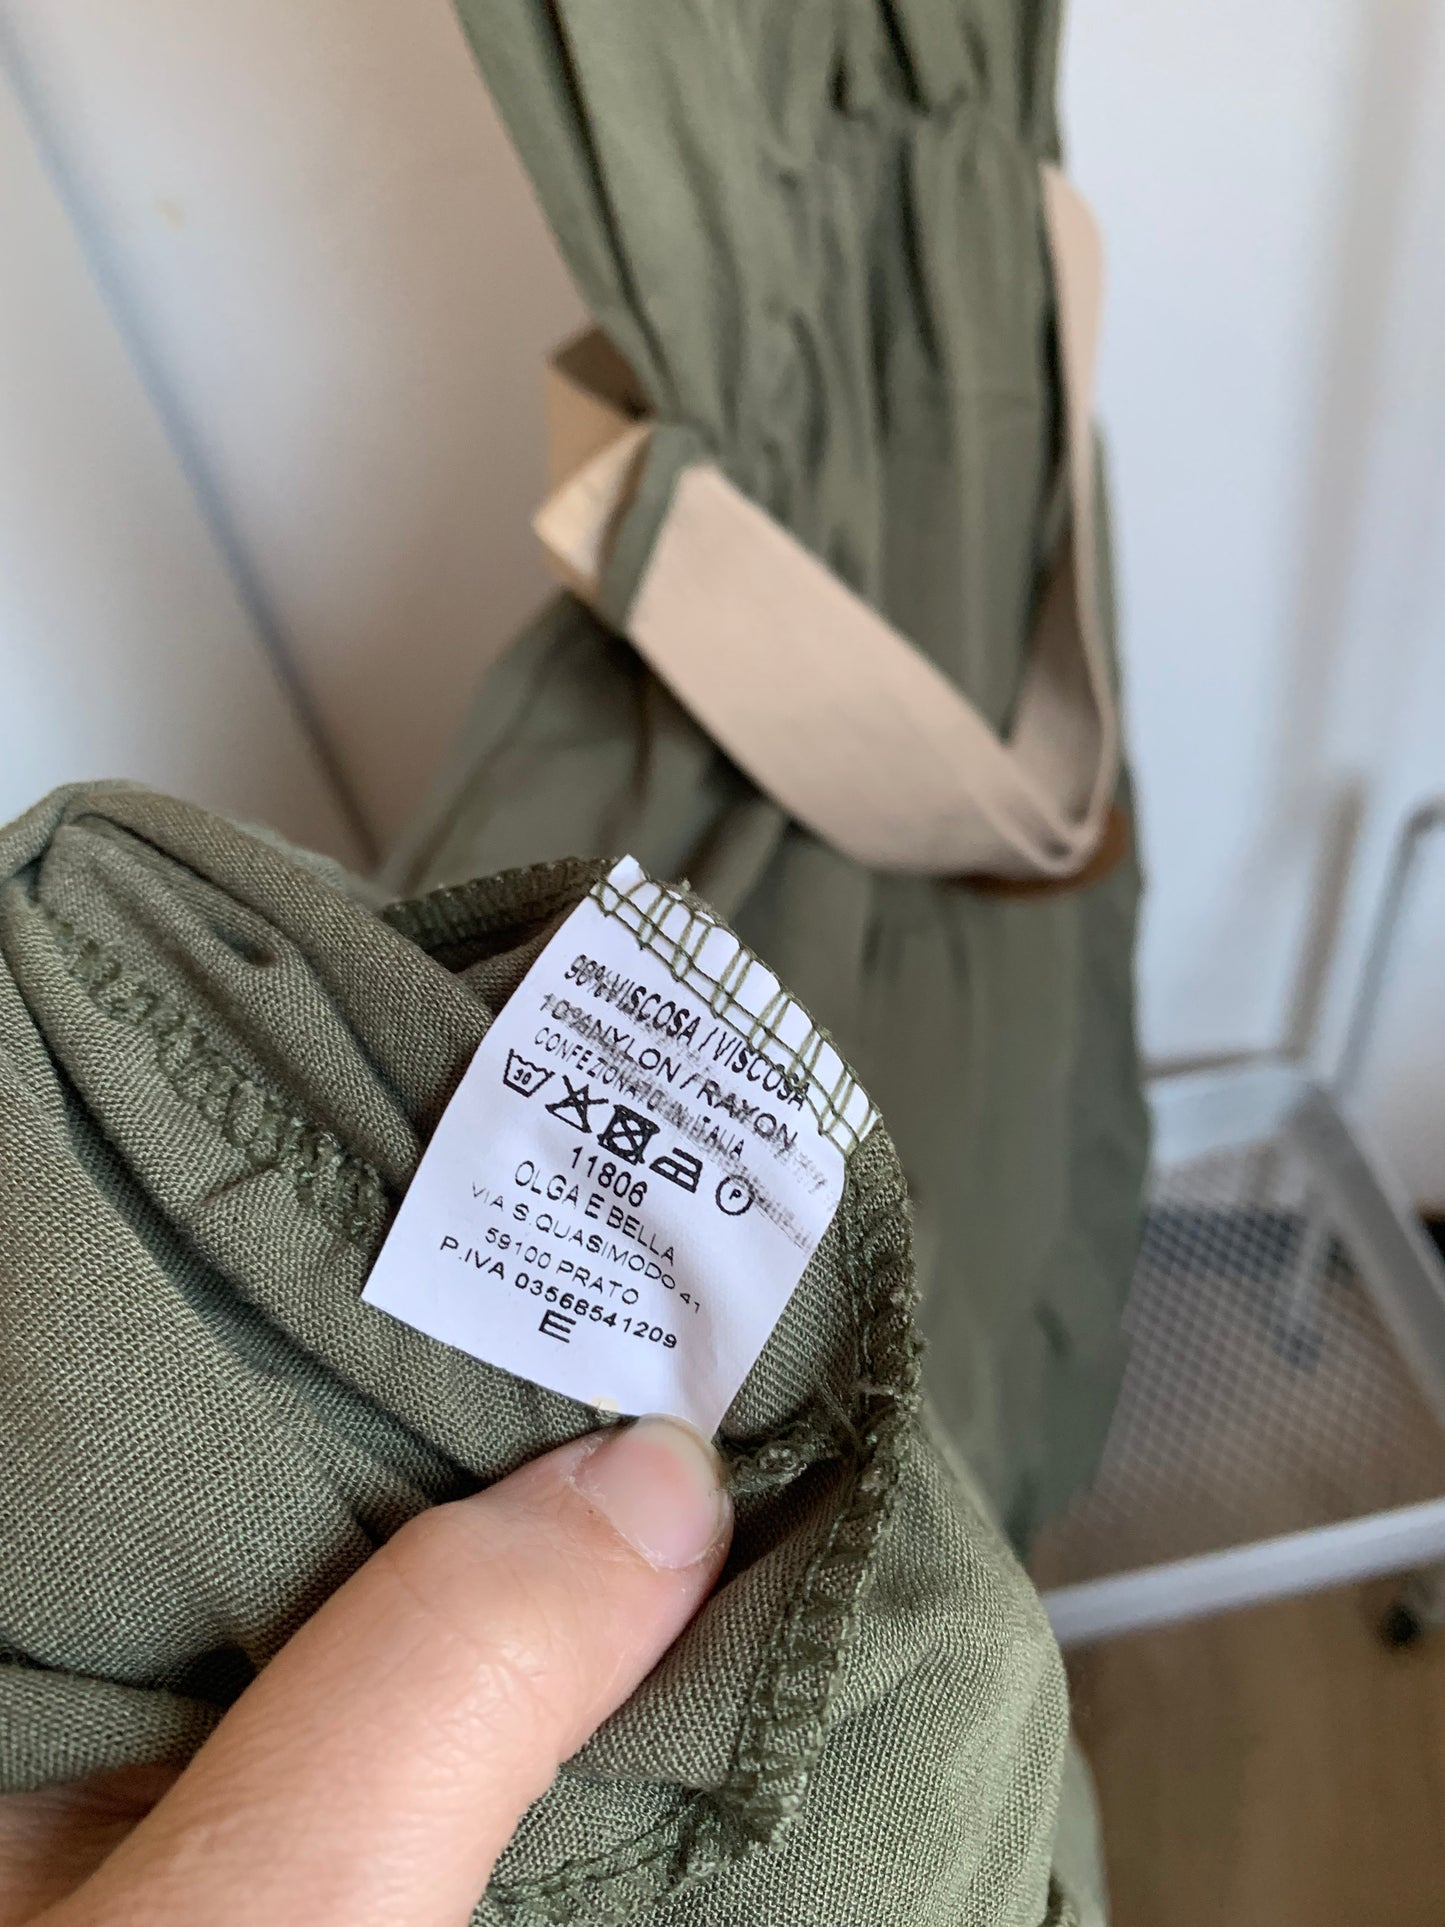 90% VISCOSA / VISCOSA
10% NYLON / RAYON
CONFEZIONATO IN ITALIA
30 P
11806
OLGA E BELLA
VIA S.QUASIMODO 41
59100 PRATO
P.IVA 03568541209
E